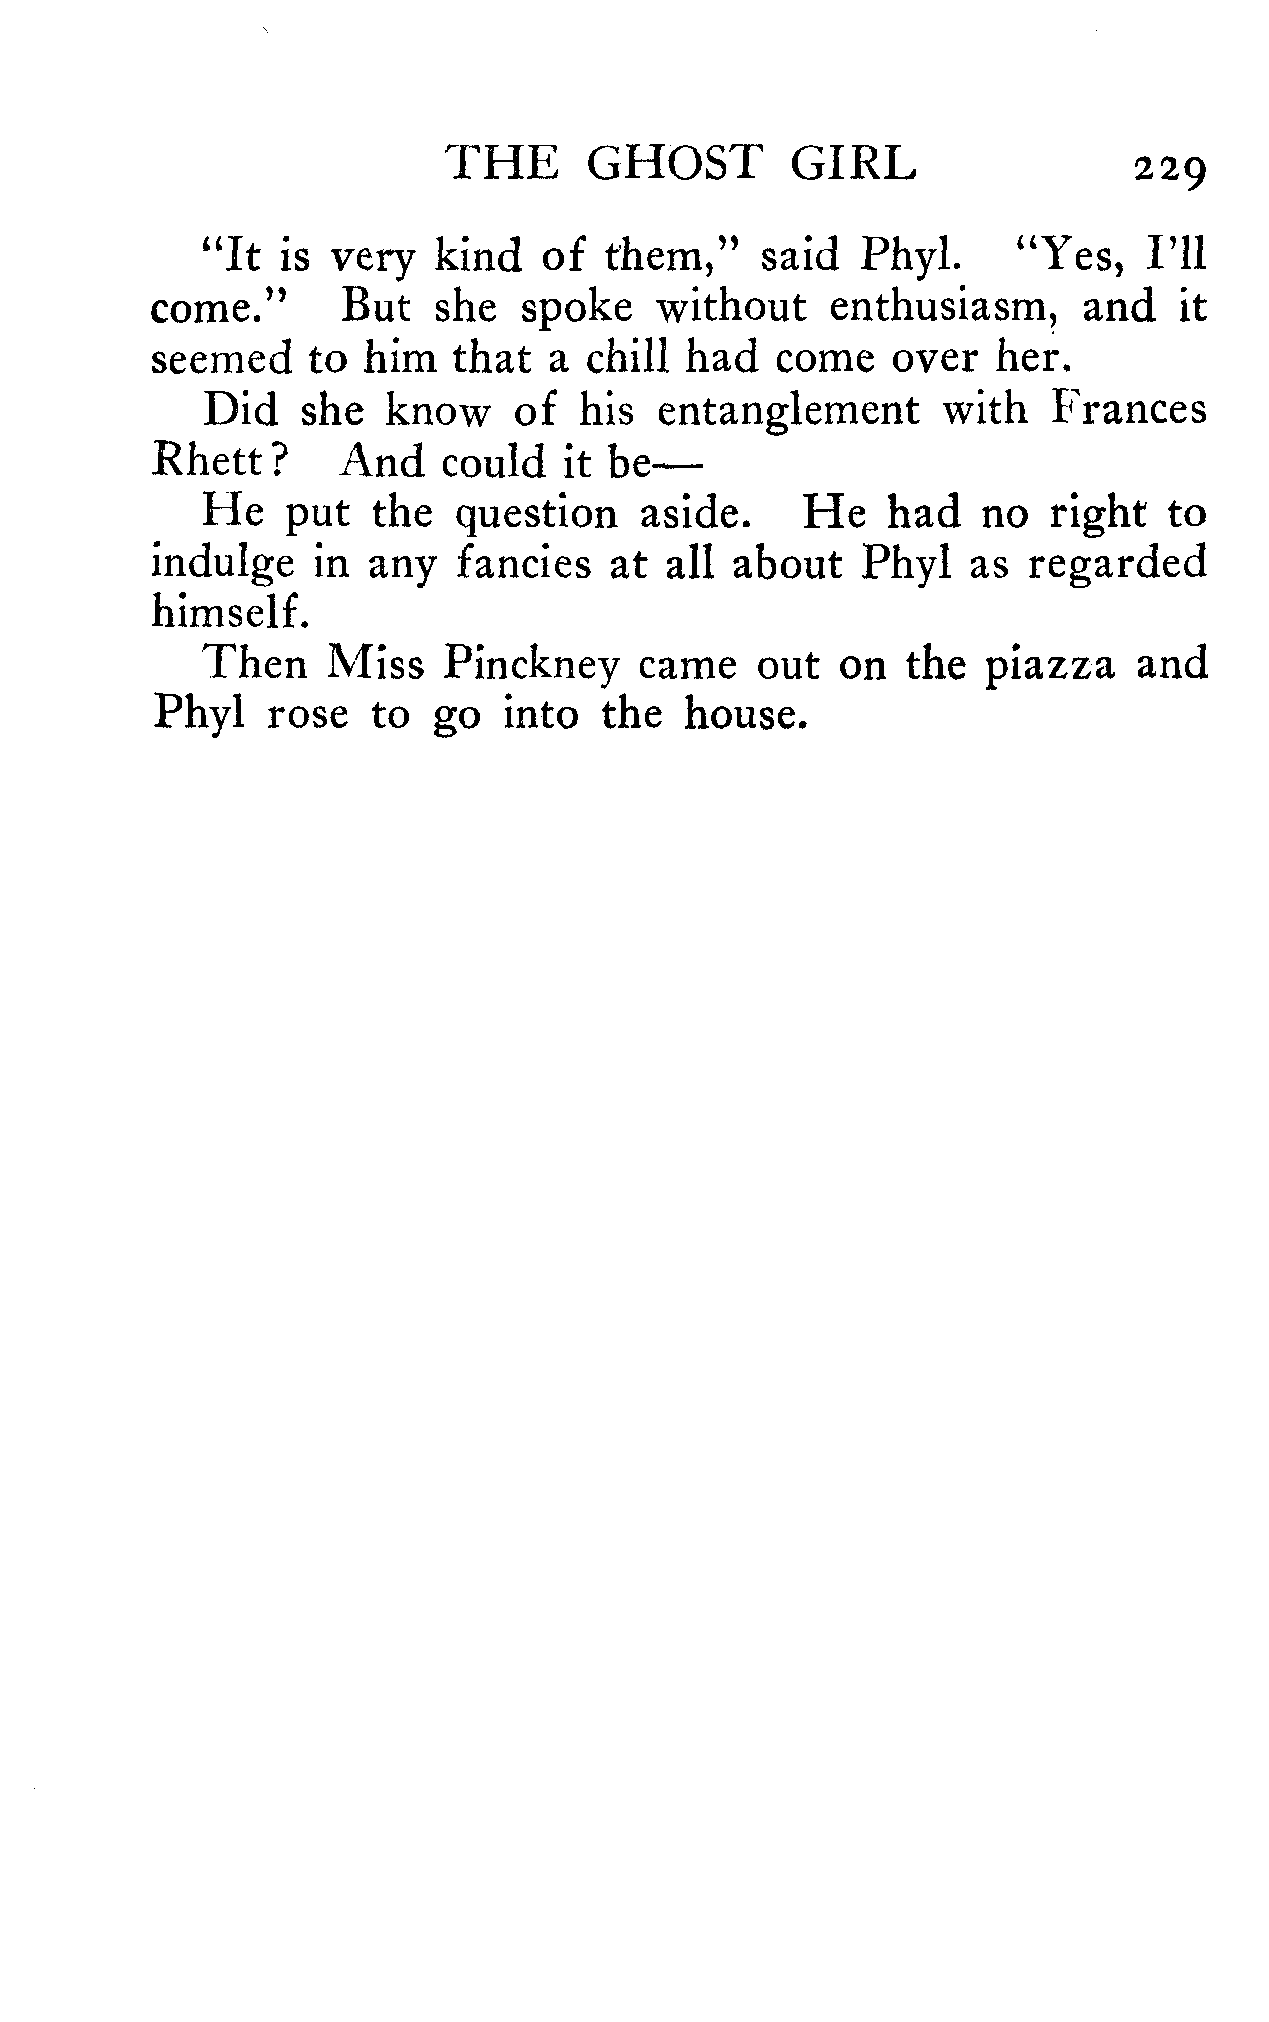 THE GHOST GIRL 229
“It is very kind of them,” said Phyl. “Yes, I’ll
come.” But she spoke without enthusiasm, and it
seemed to him that a chill had come over her.
Did she know of his entanglement with Frances
Rhett? And could it be—
He put the question aside. He had no right to
indulge in any fancies at all about Phyl as regarded
himself.
Then Miss Pinckney came out on the piazza and
Phyl rose to go into the house.